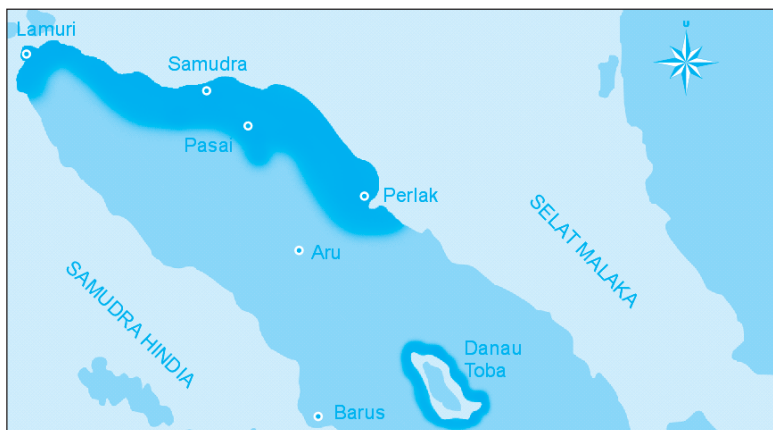 Lamuri
U
Samudra
Pasai
Perlak
SELAT MALAKA
Aru
SAMUDRA HINDIA
Danau
Toba
Barus